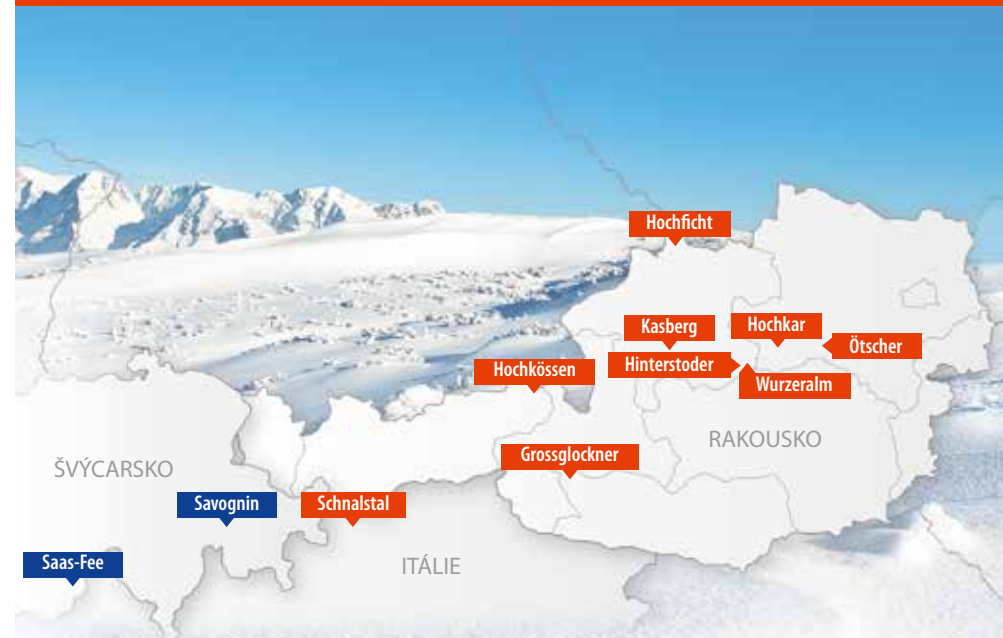 Hochficht
Kasberg
Hochkar
Ötscher
Hinterstoder
Hochkössen
Wurzeralm
RAKOUSKO
Grossglockner
ŠVÝCARSKO
Savognin
Schnalstal
Saas-Fee
ITÁLIE